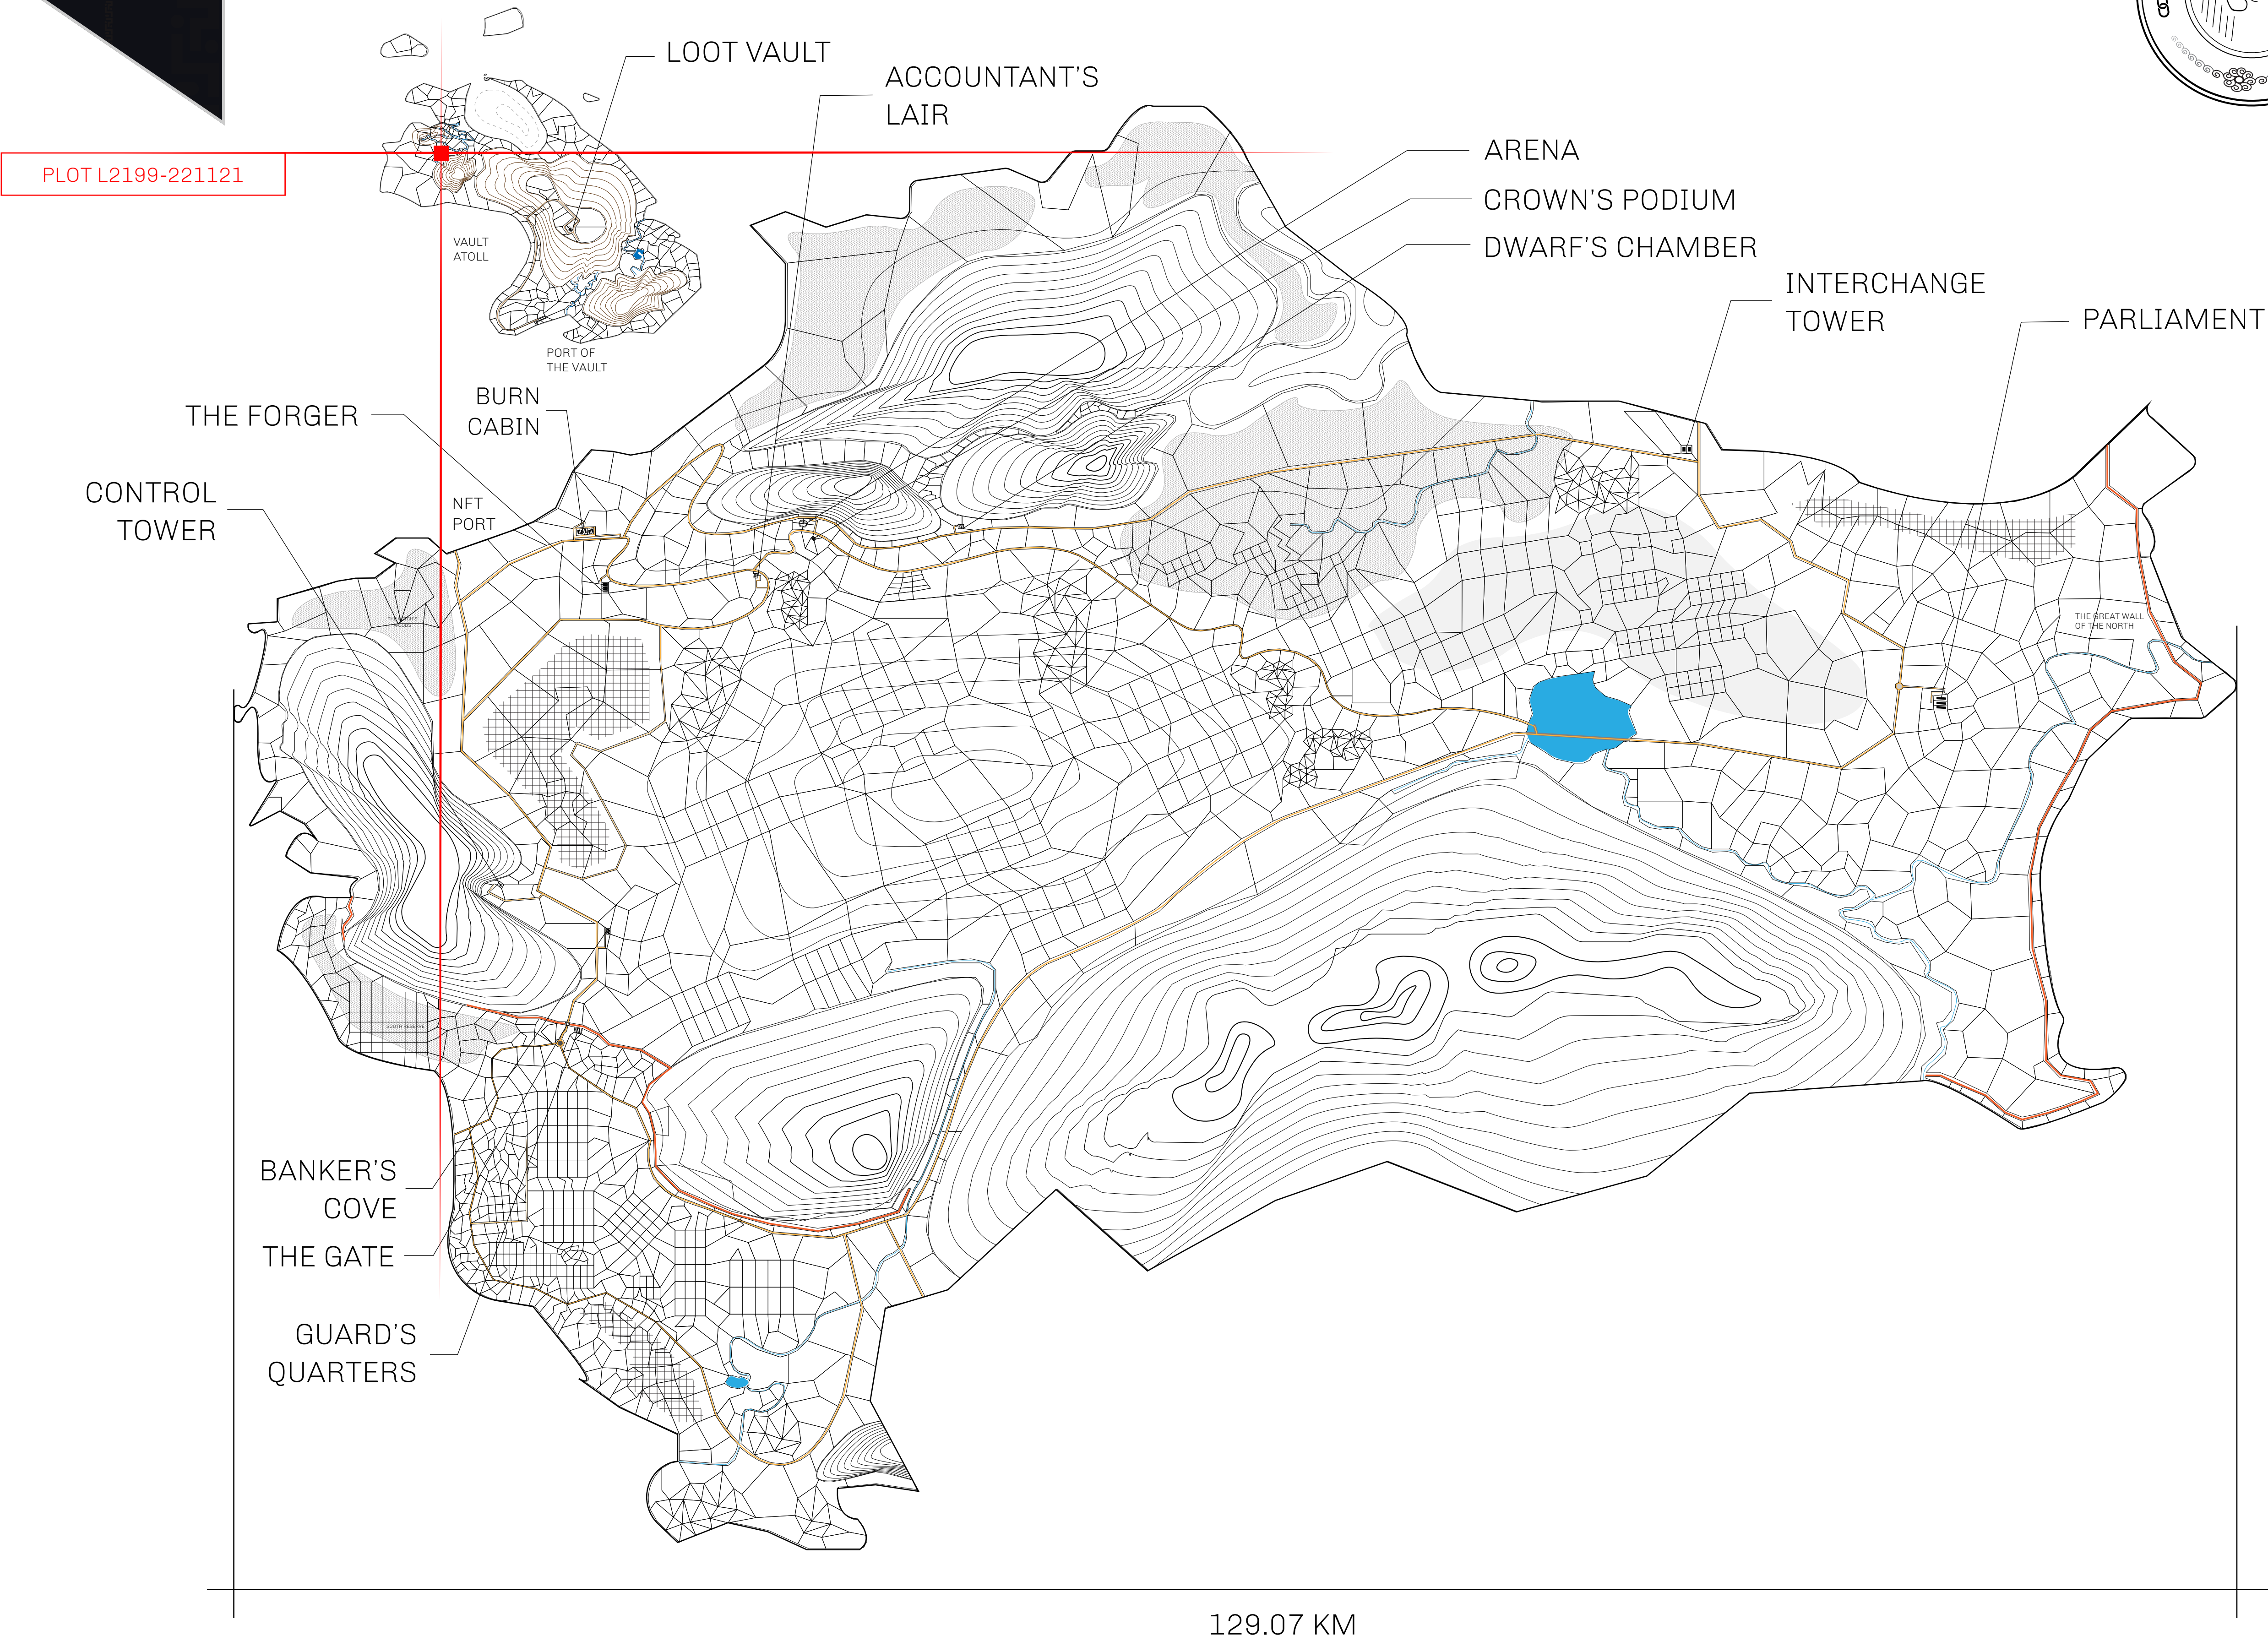 LOOT VAULT
ACCOUNTANT'S
LAIR
ARENA
PLOT L2199-221121
CROWN'S PODIUM
VAULT
ATOLL
DWARF'S CHAMBER
INTERCHANGE
TOWER
PARLIAMENT
PORT OF
THE VAULT
BURN
CABIN
THE FORGER
CONTROL
TOWER
NFT
PORT
THE GREAT WALL
OF THE NORTH
SOUTH RESERVE
BANKER'S
COVE
THE GATE
GUARD'S
QUARTERS
129.07 KM